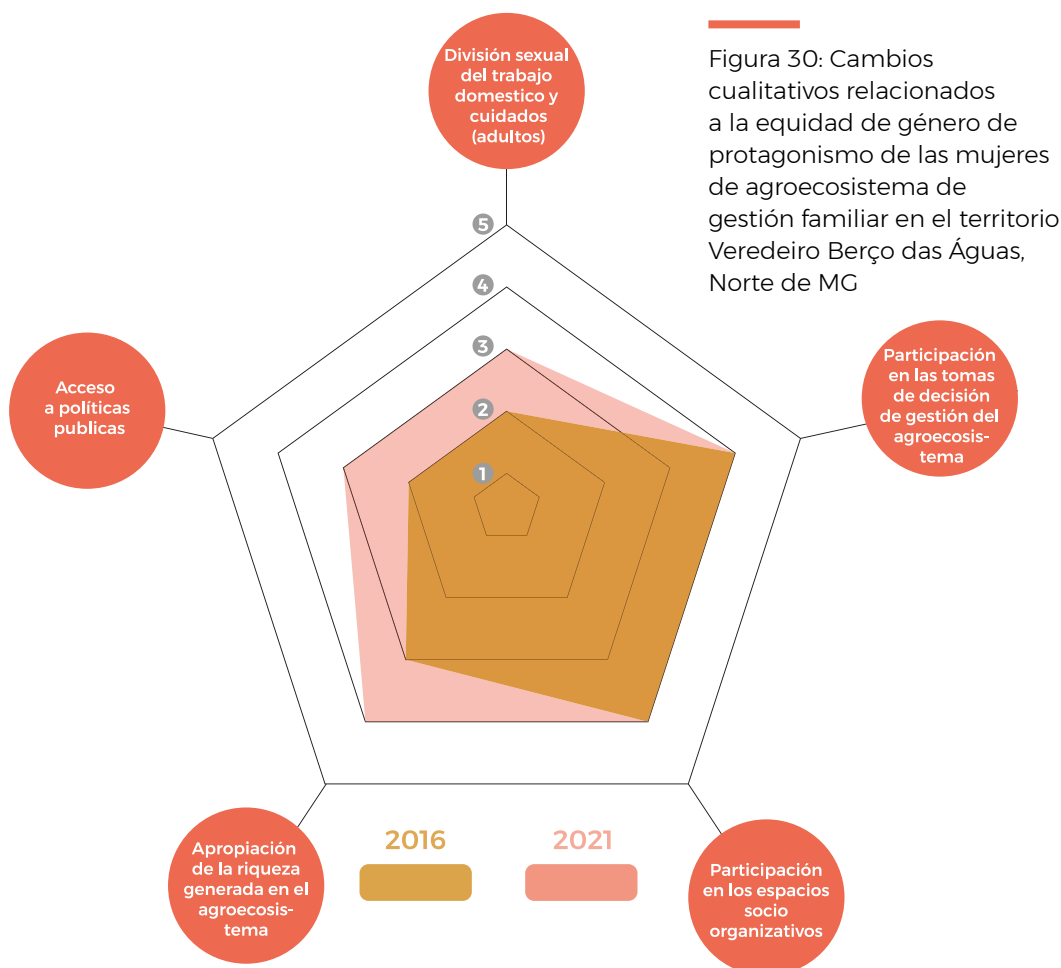 División sexual
del trabajo
domestico y
cuidados
(adultos)
Figura 30: Cambios
cualitativos relacionados
a la equidad de género de
protagonismo de las mujeres
de agroecosistema de
gestión familiar en el territorio
Veredeiro Berço das Águas,
Norte de MG
5
4
3
2
1
Acceso
a políticas
publicas
Participación
en las tomas
de decisión
de gestión del
agroecosis-
tema
Apropiación
de la riqueza
generada en el
agroecosis-
tema
2016
2021
Participación
en los espacios
socio
organizativos